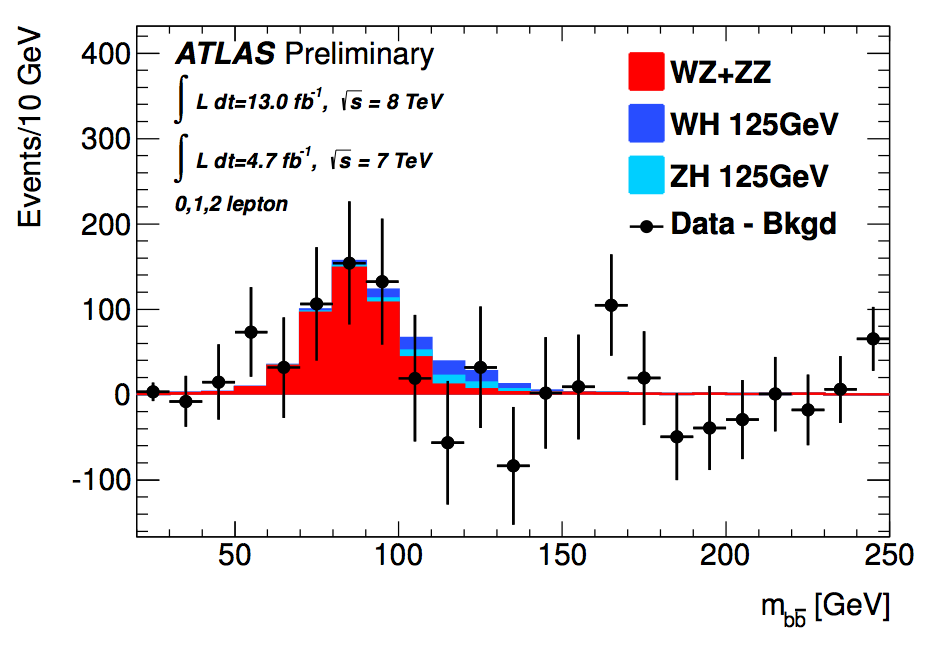 Events/10 GeV
400
300
200
100
0
-100
ATLAS Preliminary
∫ L dt=13.0 fb⁻¹, √s = 8 TeV
∫ L dt=4.7 fb⁻¹, √s = 7 TeV
0,1,2 lepton
WZ+ZZ
WH 125GeV
ZH 125GeV
Data - Bkgd
50 100 150 200 250
m_bb̄ [GeV]